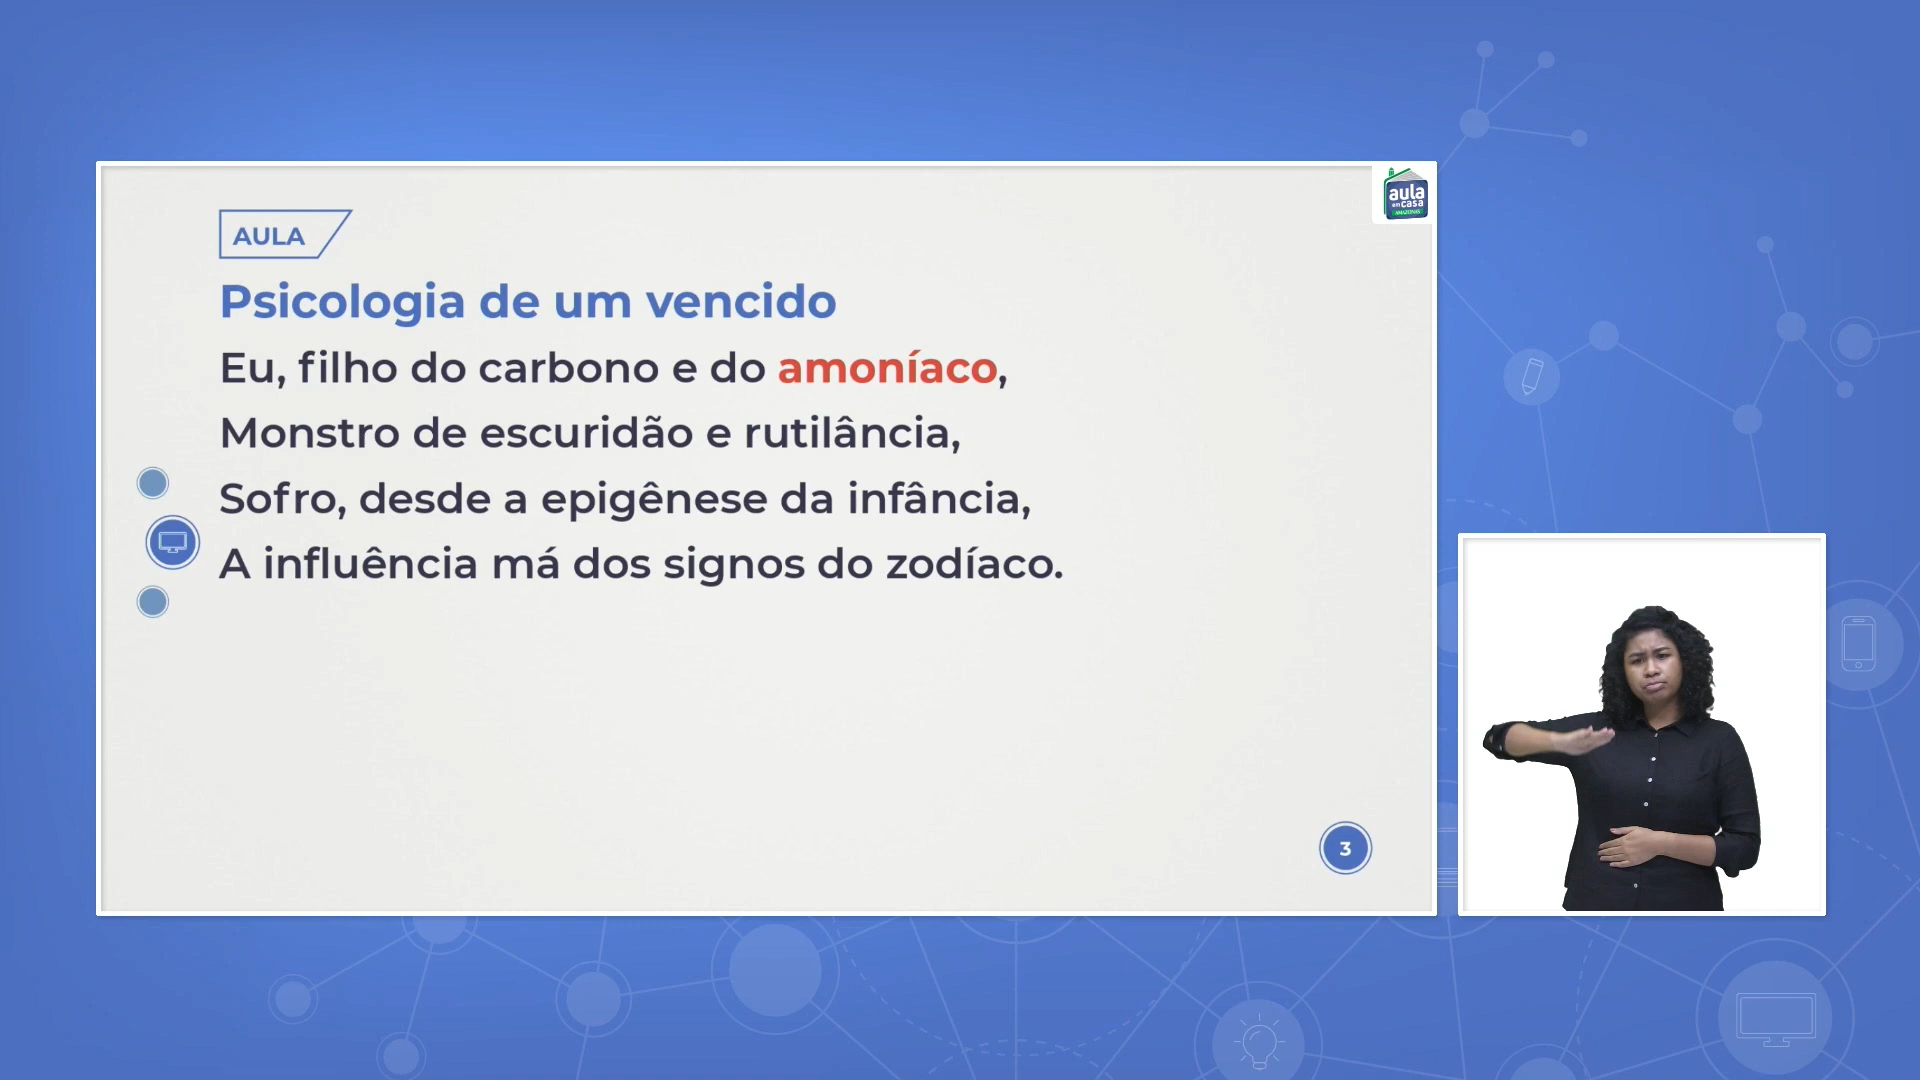 aula
em casa
AMAZONAS
AULA
Psicologia de um vencido
Eu, filho do carbono e do amoníaco,
Monstro de escuridão e rutilância,
Sofro, desde a epigênese da infância,
A influência má dos signos do zodíaco.
3